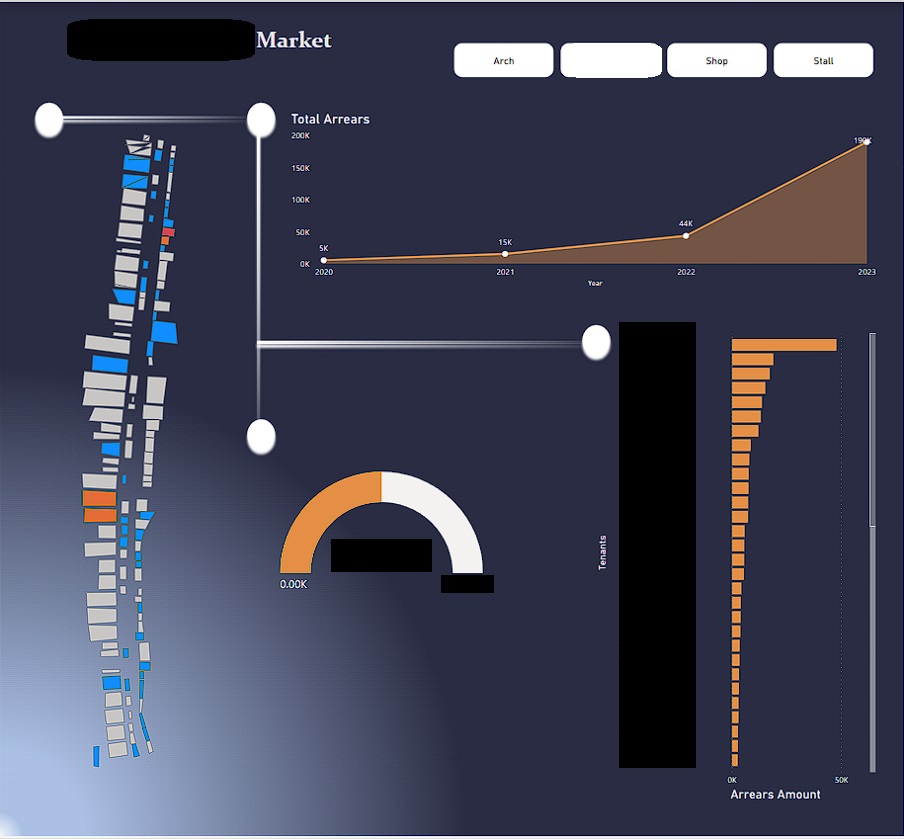 Market
Arch
Shop
Stall
Total Arrears
200K
150K
100K
50K
0K
5K
15K
44K
190K
2020
2021
2022
2023
Year
0.00K
Tenants
0K
50K
Arrears Amount